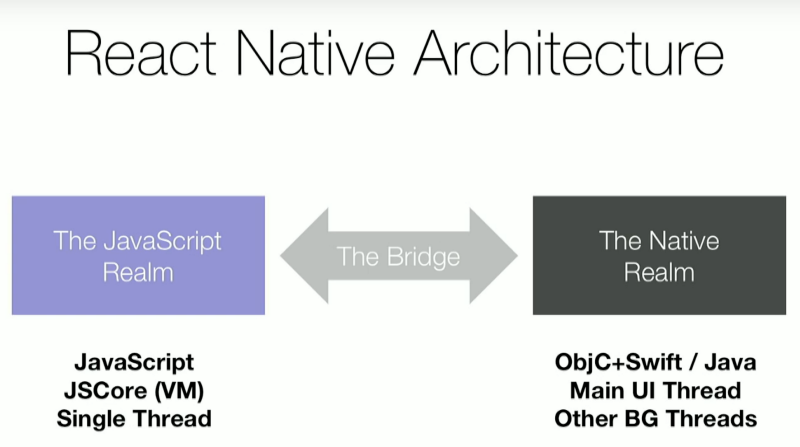 React Native Architecture
The JavaScript
Realm
The Bridge
The Native
Realm
JavaScript
JSCore (VM)
Single Thread
ObjC+Swift / Java
Main UI Thread
Other BG Threads